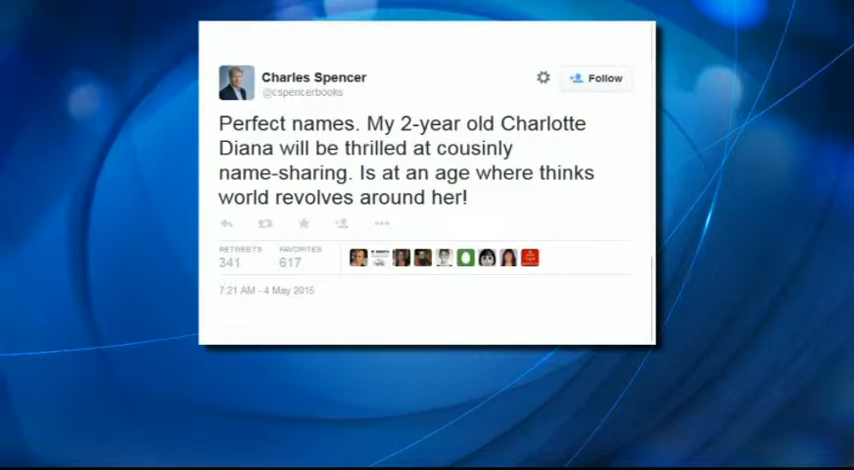 Charles Spencer
@cspencerbooks
Follow
Perfect names. My 2-year old Charlotte
Diana will be thrilled at cousinly
name-sharing. Is at an age where thinks
world revolves around her!
RETWEETS
FAVORITES
341
617
7:21 AM - 4 May 2015